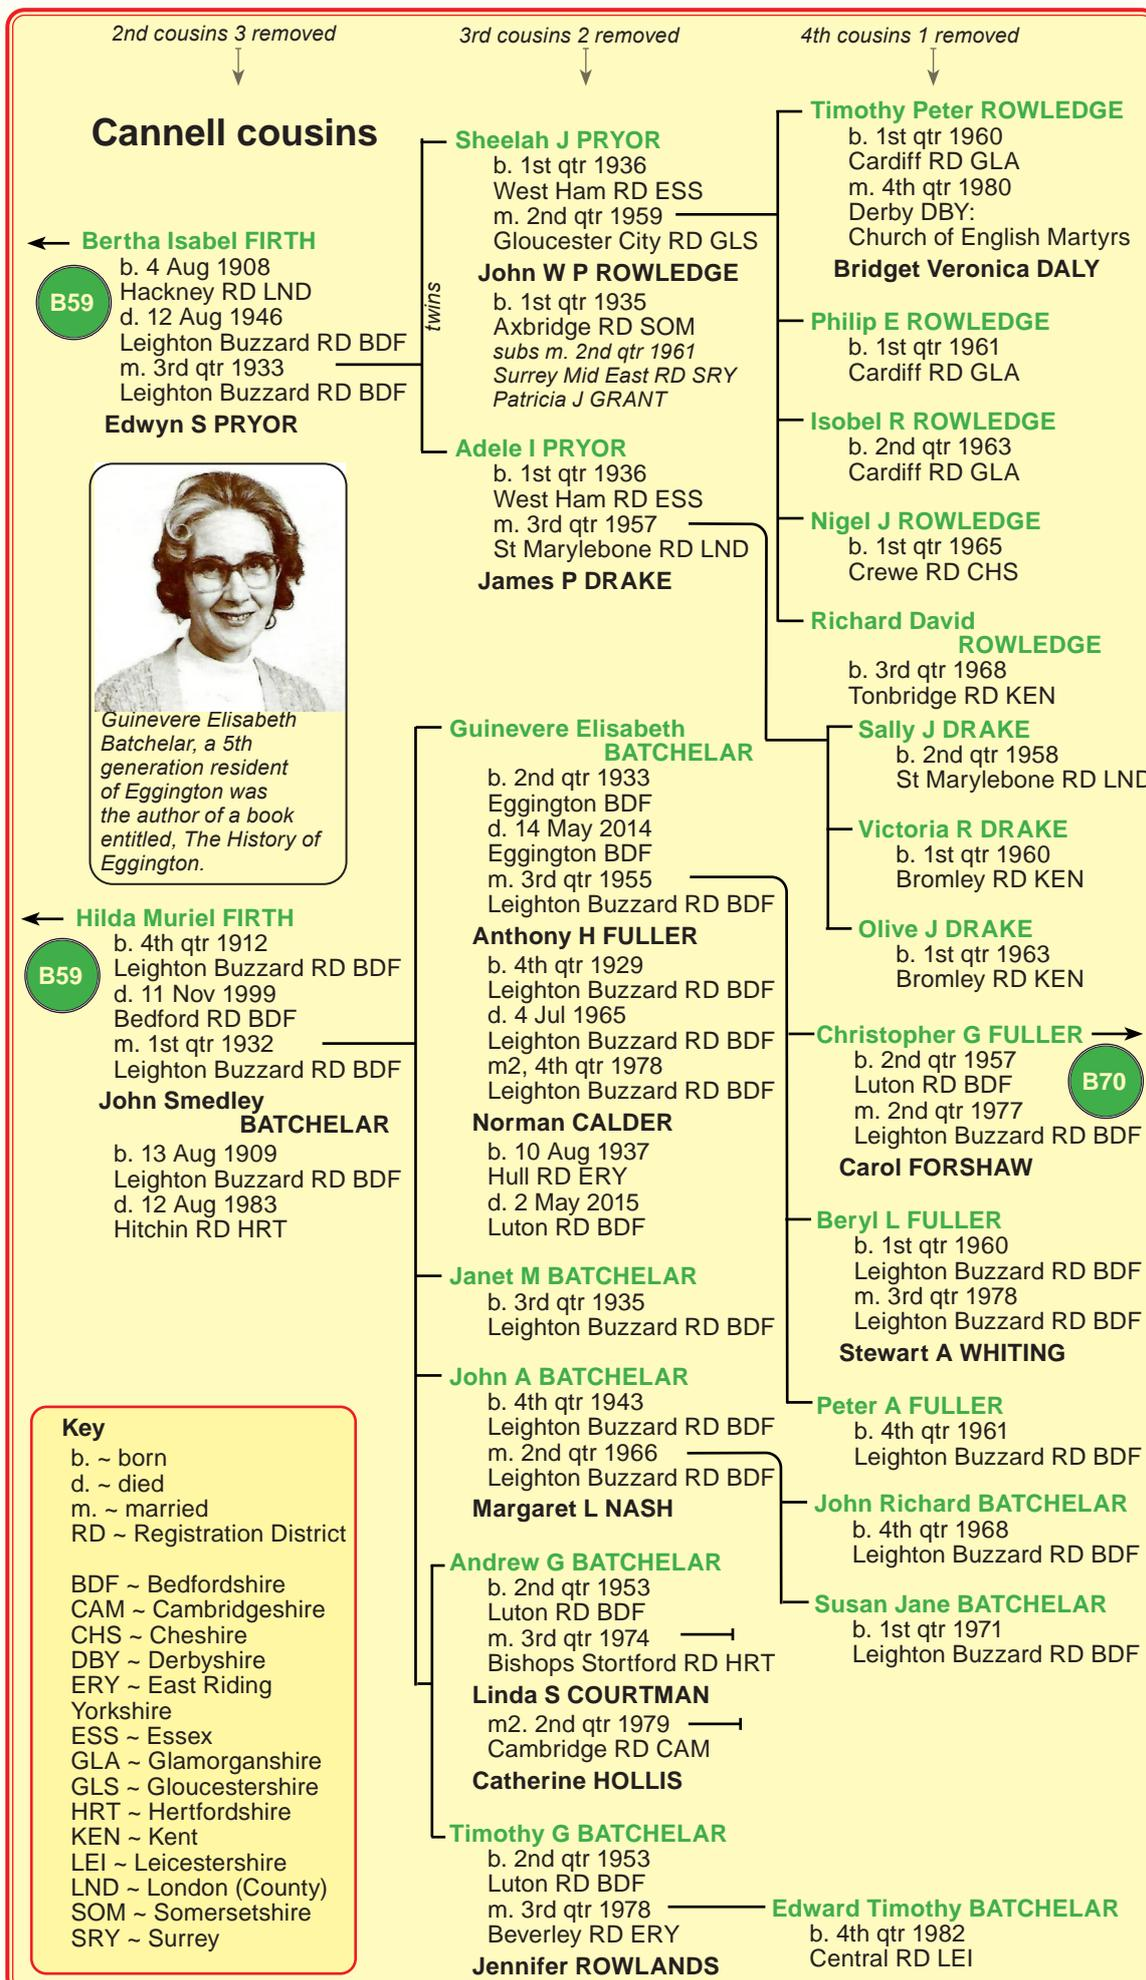 2nd cousins 3 removed
3rd cousins 2 removed
4th cousins 1 removed
Cannell cousins
Bertha Isabel FIRTH
B59
b. 4 Aug 1908
Hackney RD LND
d. 12 Aug 1946
Leighton Buzzard RD BDF
m. 3rd qtr 1933
Leighton Buzzard RD BDF
Edwyn S PRYOR
Guinevere Elisabeth
Batchelar, a 5th
generation resident
of Eggington was
the author of a book
entitled, The History of
Eggington.
Hilda Muriel FIRTH
B59
b. 4th qtr 1912
Leighton Buzzard RD BDF
d. 11 Nov 1999
Bedford RD BDF
m. 1st qtr 1932
Leighton Buzzard RD BDF
John Smedley
BATCHELAR
b. 13 Aug 1909
Leighton Buzzard RD BDF
d. 12 Aug 1983
Hitchin RD HRT
Key
b. ~ born
d. ~ died
m. ~ married
RD ~ Registration District
BDF ~ Bedfordshire
CAM ~ Cambridgeshire
CHS ~ Cheshire
DBY ~ Derbyshire
ERY ~ East Riding
Yorkshire
ESS ~ Essex
GLA ~ Glamorganshire
GLS ~ Gloucestershire
HRT ~ Hertfordshire
KEN ~ Kent
LEI ~ Leicestershire
LND ~ London (County)
SOM ~ Somersetshire
SRY ~ Surrey
twins
Sheelah J PRYOR
b. 1st qtr 1936
West Ham RD ESS
m. 2nd qtr 1959
Gloucester City RD GLS
John W P ROWLEDGE
b. 1st qtr 1935
Axbridge RD SOM
subs m. 2nd qtr 1961
Surrey Mid East RD SRY
Patricia J GRANT
Adele I PRYOR
b. 1st qtr 1936
West Ham RD ESS
m. 3rd qtr 1957
St Marylebone RD LND
James P DRAKE
Guinevere Elisabeth
BATCHELAR
b. 2nd qtr 1933
Eggington BDF
d. 14 May 2014
Eggington BDF
m. 3rd qtr 1955
Leighton Buzzard RD BDF
Anthony H FULLER
b. 4th qtr 1929
Leighton Buzzard RD BDF
d. 4 Jul 1965
Leighton Buzzard RD BDF
m2, 4th qtr 1978
Leighton Buzzard RD BDF
Norman CALDER
b. 10 Aug 1937
Hull RD ERY
d. 2 May 2015
Luton RD BDF
Janet M BATCHELAR
b. 3rd qtr 1935
Leighton Buzzard RD BDF
John A BATCHELAR
b. 4th qtr 1943
Leighton Buzzard RD BDF
m. 2nd qtr 1966
Leighton Buzzard RD BDF
Margaret L NASH
Andrew G BATCHELAR
b. 2nd qtr 1953
Luton RD BDF
m. 3rd qtr 1974
Bishops Stortford RD HRT
Linda S COURTMAN
m2. 2nd qtr 1979
Cambridge RD CAM
Catherine HOLLIS
Timothy G BATCHELAR
b. 2nd qtr 1953
Luton RD BDF
m. 3rd qtr 1978
Beverley RD ERY
Jennifer ROWLANDS
Timothy Peter ROWLEDGE
b. 1st qtr 1960
Cardiff RD GLA
m. 4th qtr 1980
Derby DBY:
Church of English Martyrs
Bridget Veronica DALY
Philip E ROWLEDGE
b. 1st qtr 1961
Cardiff RD GLA
Isobel R ROWLEDGE
b. 2nd qtr 1963
Cardiff RD GLA
Nigel J ROWLEDGE
b. 1st qtr 1965
Crewe RD CHS
Richard David
ROWLEDGE
b. 3rd qtr 1968
Tonbridge RD KEN
Sally J DRAKE
b. 2nd qtr 1958
St Marylebone RD LND
Victoria R DRAKE
b. 1st qtr 1960
Bromley RD KEN
Olive J DRAKE
b. 1st qtr 1963
Bromley RD KEN
Christopher G FULLER
B70
b. 2nd qtr 1957
Luton RD BDF
m. 2nd qtr 1977
Leighton Buzzard RD BDF
Carol FORSHAW
Beryl L FULLER
b. 1st qtr 1960
Leighton Buzzard RD BDF
m. 3rd qtr 1978
Leighton Buzzard RD BDF
Stewart A WHITING
Peter A FULLER
b. 4th qtr 1961
Leighton Buzzard RD BDF
John Richard BATCHELAR
b. 4th qtr 1968
Leighton Buzzard RD BDF
Susan Jane BATCHELAR
b. 1st qtr 1971
Leighton Buzzard RD BDF
Edward Timothy BATCHELAR
b. 4th qtr 1982
Central RD LEI